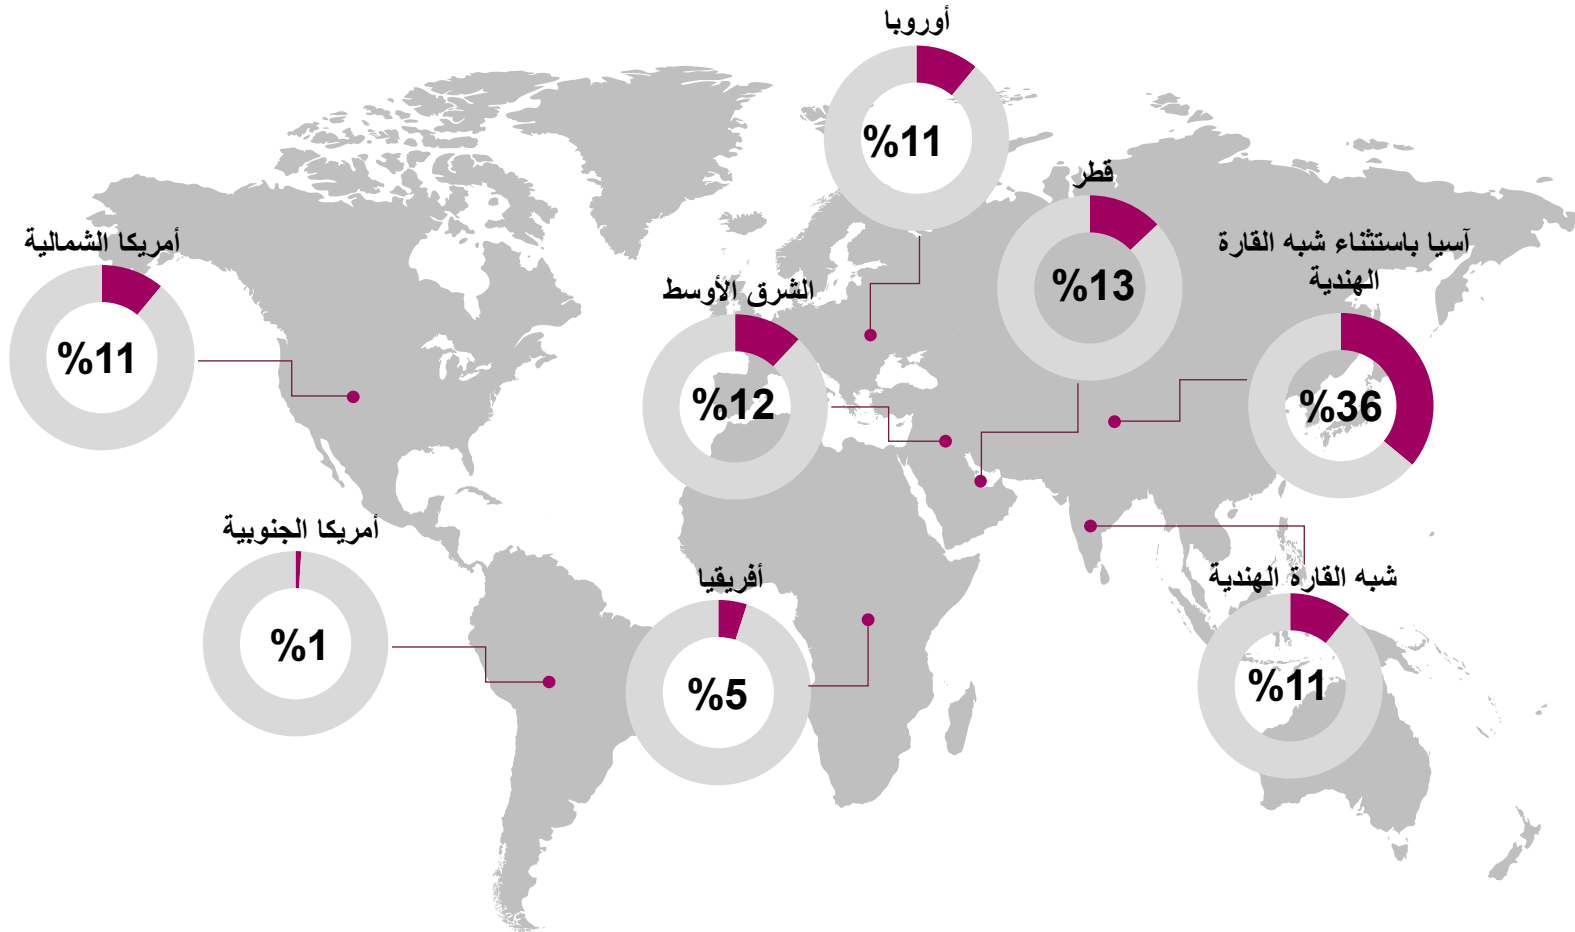 أوروبا
%11
قطر
%13
آسيا باستثناء شبه القارة
الهندية
%36
أمريكا الشمالية
%11
الشرق الأوسط
%12
أمريكا الجنوبية
%1
أفريقيا
%5
شبه القارة الهندية
%11